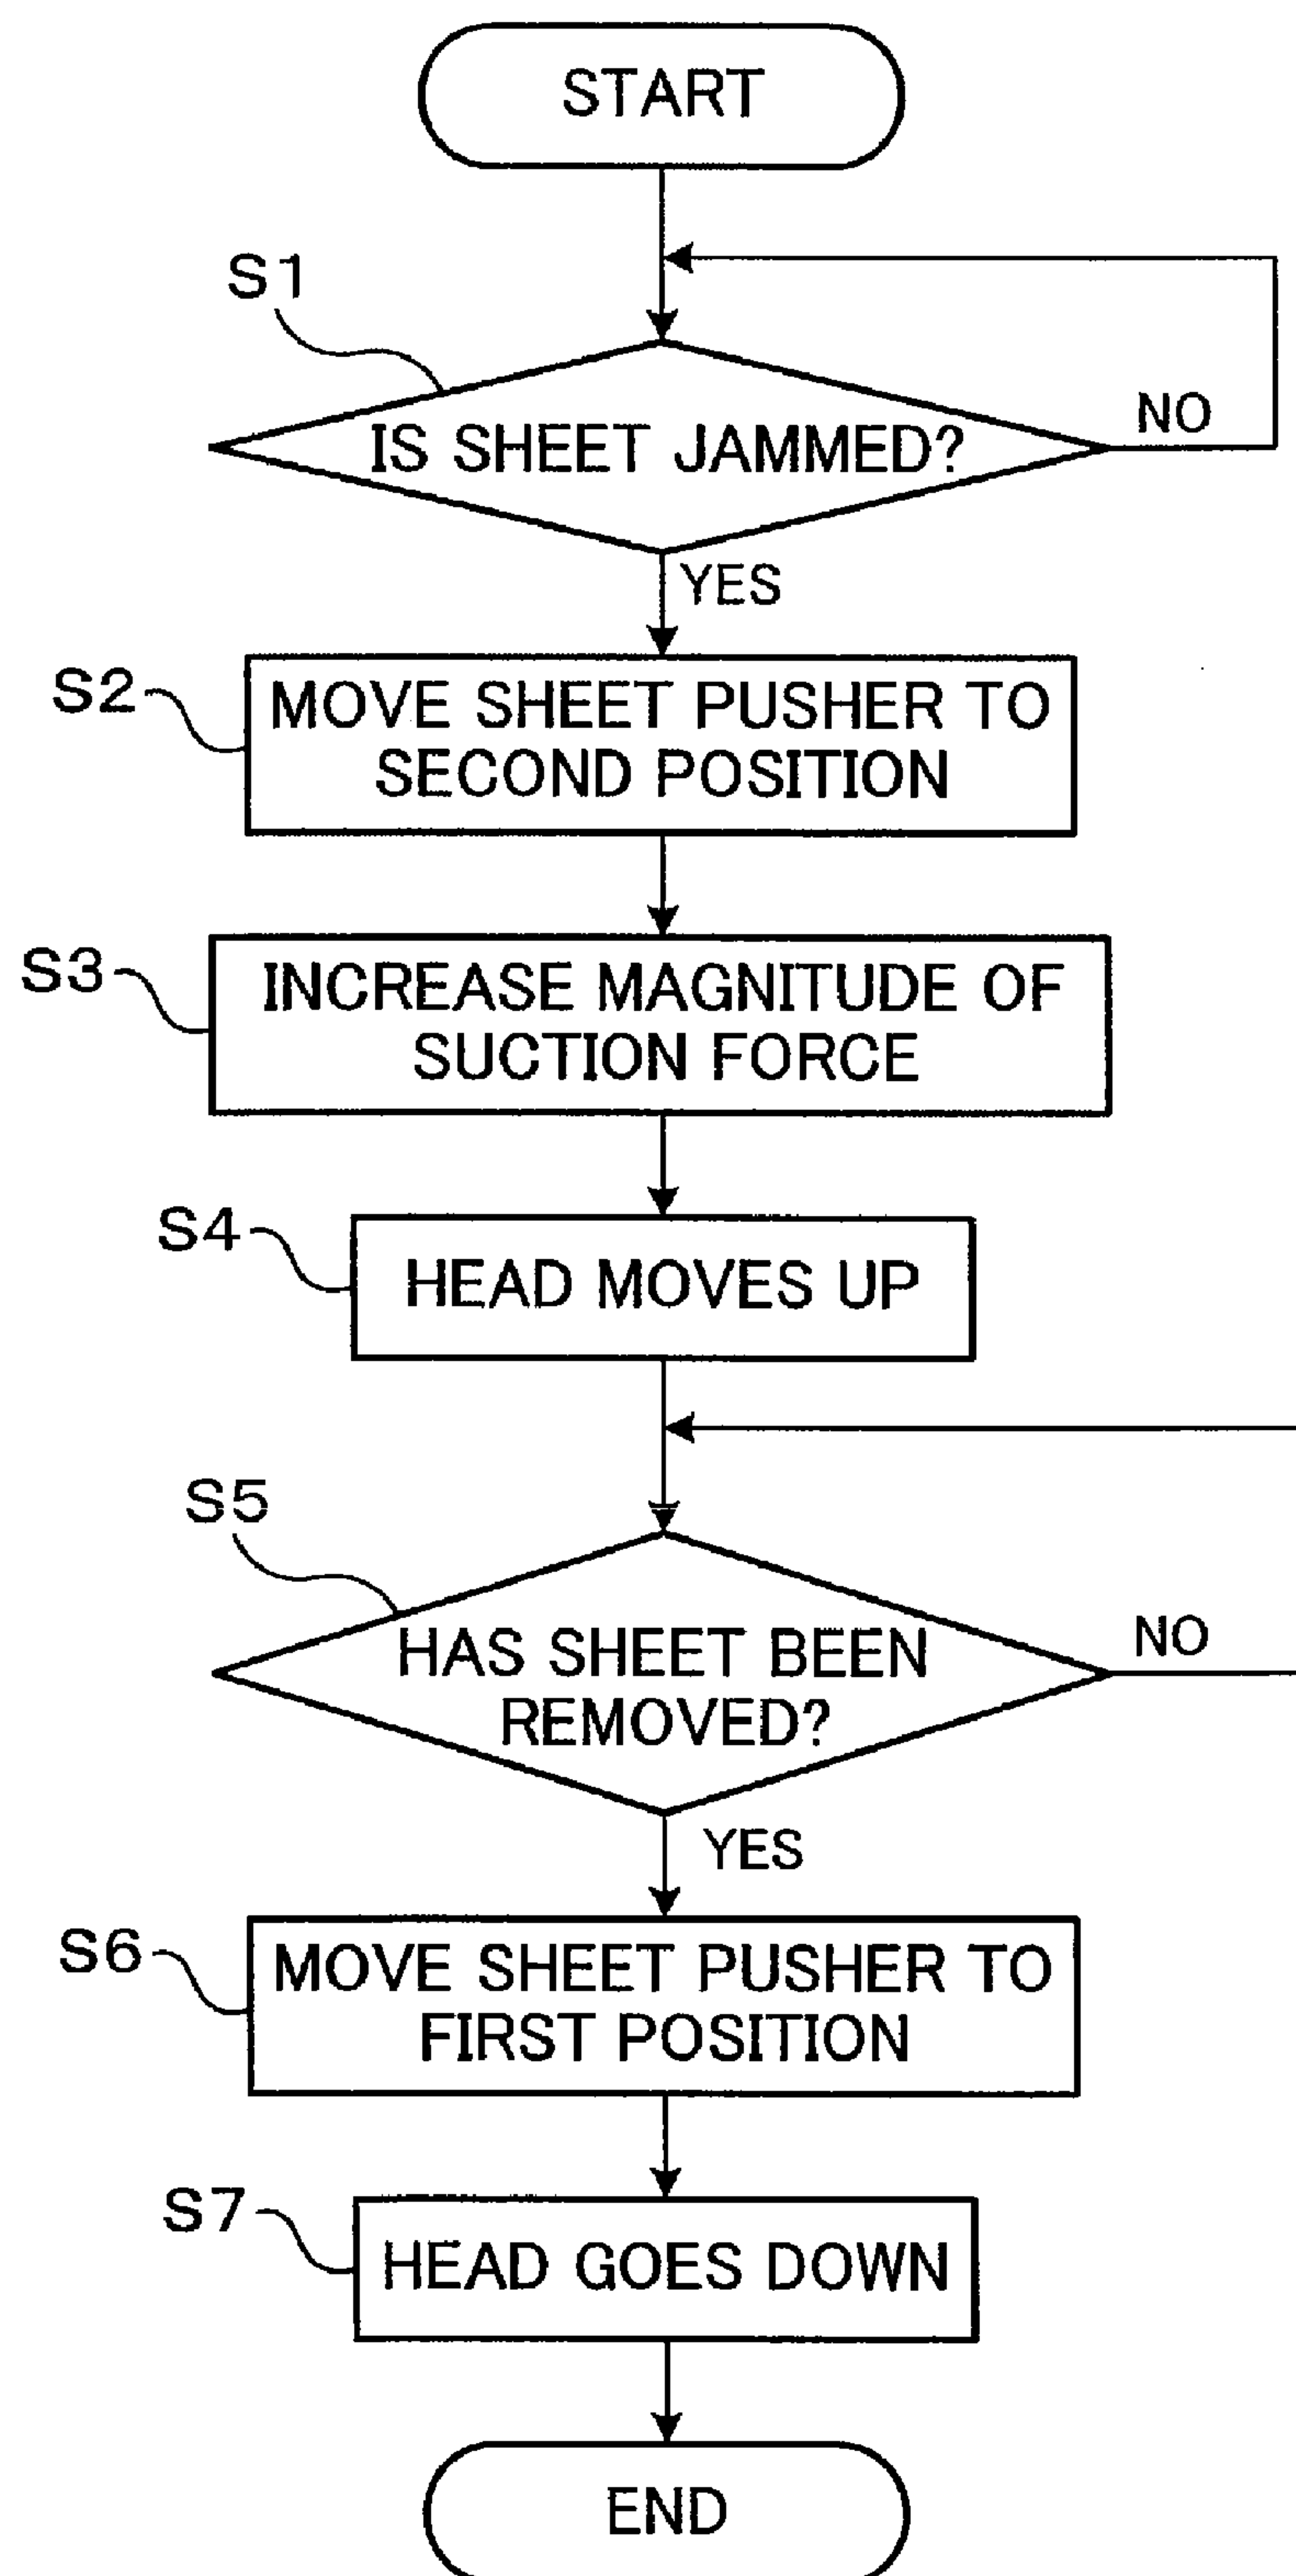 START
S1
IS SHEET JAMMED?
NO
YES
S2
MOVE SHEET PUSHER TO
SECOND POSITION
S3
INCREASE MAGNITUDE OF
SUCTION FORCE
S4
HEAD MOVES UP
S5
HAS SHEET BEEN
REMOVED?
NO
YES
S6
MOVE SHEET PUSHER TO
FIRST POSITION
S7
HEAD GOES DOWN
END